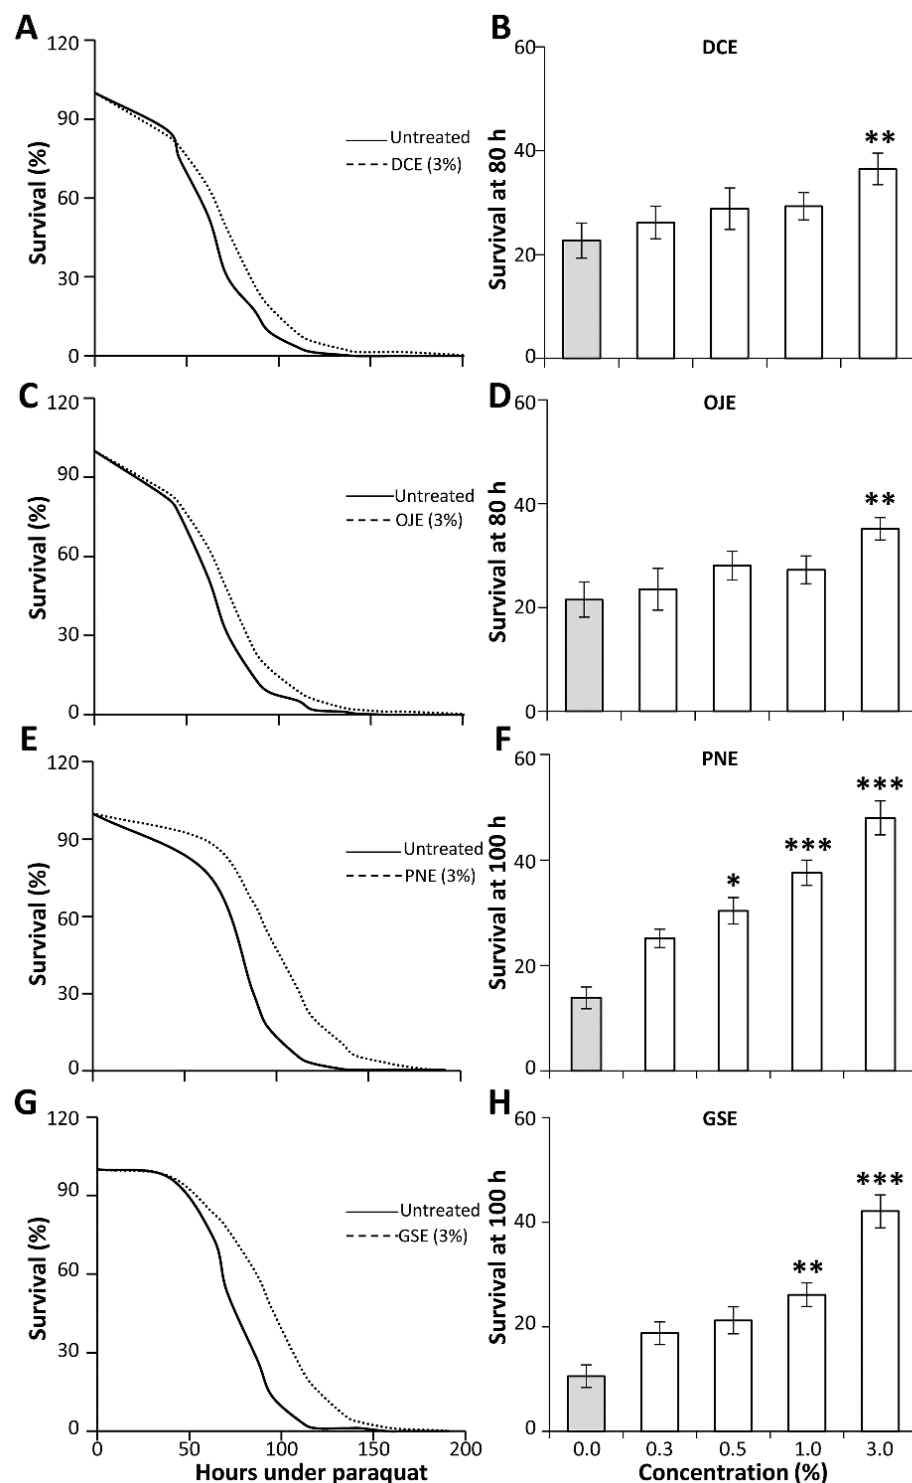 A
120
90
60
30
0
Survival (%)
Untreated
DCE (3%)
B
DCE
60
40
20
0
Survival at 80 h
**
C
120
90
60
30
0
Survival (%)
Untreated
OJE (3%)
D
OJE
60
40
20
0
Survival at 80 h
**
E
120
90
60
30
0
Survival (%)
Untreated
PNE (3%)
F
PNE
60
40
20
0
Survival at 100 h
*
***
***
G
120
90
60
30
0
Survival (%)
Untreated
GSE (3%)
0 50 100 150 200
Hours under paraquat
H
GSE
60
40
20
0
Survival at 100 h
**
***
0.0 0.3 0.5 1.0 3.0
Concentration (%)